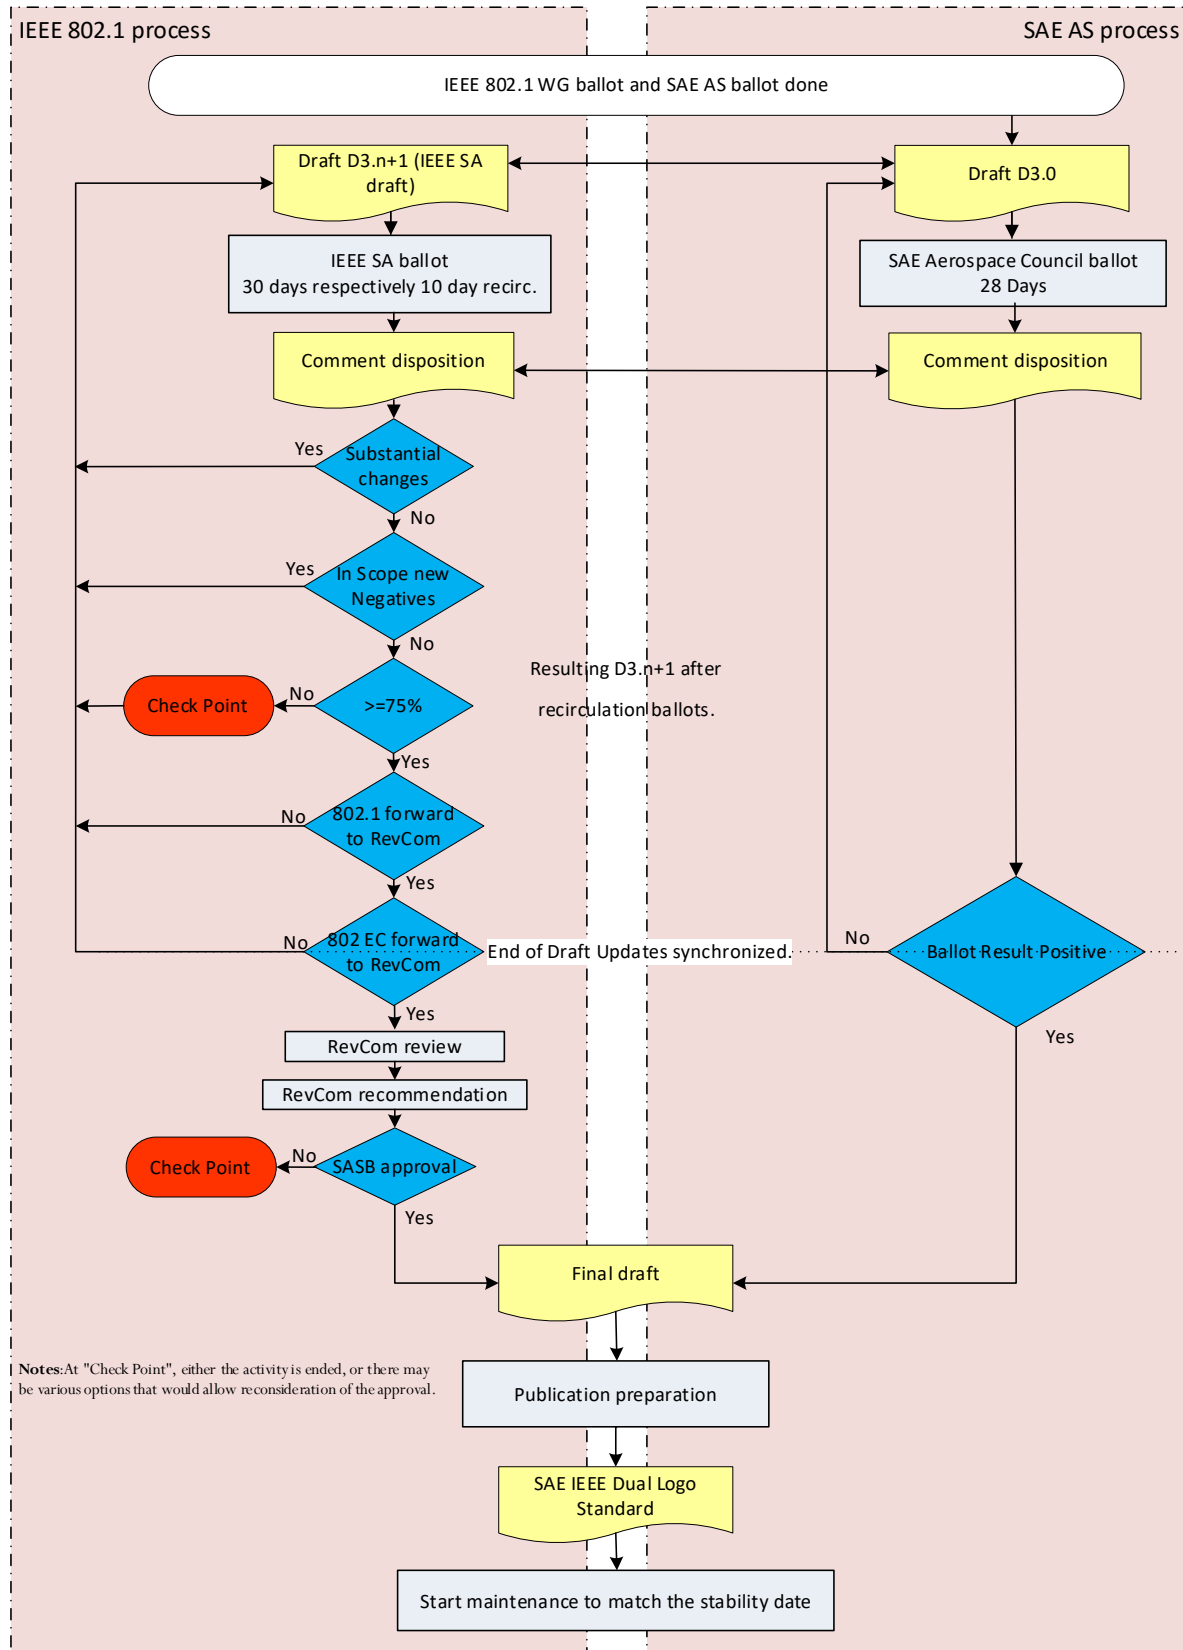 IEEE 802.1 process
SAE AS process
IEEE 802.1 WG ballot and SAE AS ballot done
Draft D3.n+1 (IEEE SA
draft)
Draft D3.0
IEEE SA ballot
30 days respectively 10 day recirc.
SAE Aerospace Council ballot
28 Days
Comment disposition
Comment disposition
Yes
Substantial
changes
No
Yes
In Scope new
Negatives
No
Resulting D3.n+1 after
recirculation ballots.
Check Point
No
>=75%
Yes
No
802.1 forward
to RevCom
Yes
No
802 EC forward
to RevCom
End of Draft Updates synchronized.
No
Ballot Result Positive
Yes
Yes
RevCom review
RevCom recommendation
Check Point
No
SASB approval
Yes
Final draft
Notes:At "Check Point", either the activity is ended, or there may
be various options that would allow reconsideration of the approval.
Publication preparation
SAE IEEE Dual Logo
Standard
Start maintenance to match the stability date